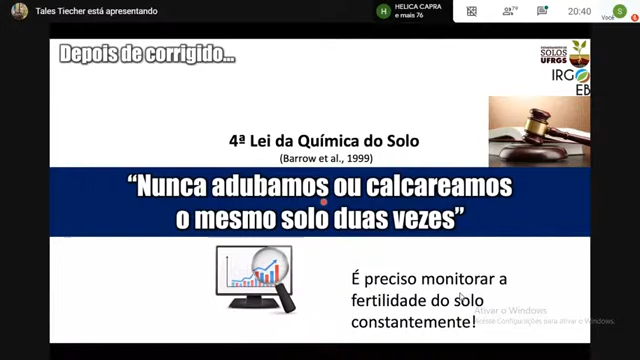 Tales Tiecher está apresentando
HELICA CAPRA
e mais 76
H
79
20:40
S
Você
Depois de corrigido...
SOLOS
UFRGS
IRG
EB
4ª Lei da Química do Solo
(Barrow et al., 1999)
“Nunca adubamos ou calcareamos
o mesmo solo duas vezes”
É preciso monitorar a
fertilidade do solo
constantemente!
Ativar o Windows
Acesse Configurações para ativar o Windows.